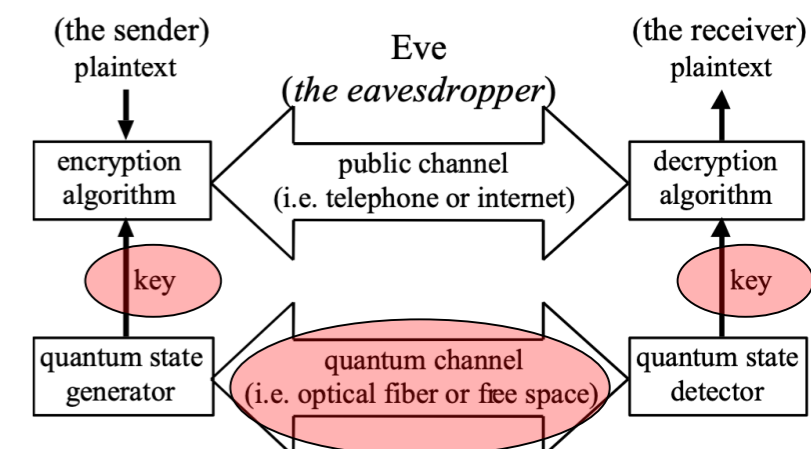 (the sender)
plaintext
Eve
(the eavesdropper)
(the receiver)
plaintext
encryption
algorithm
public channel
(i.e. telephone or internet)
decryption
algorithm
key
key
quantum state
generator
quantum channel
(i.e. optical fiber or free space)
quantum state
detector